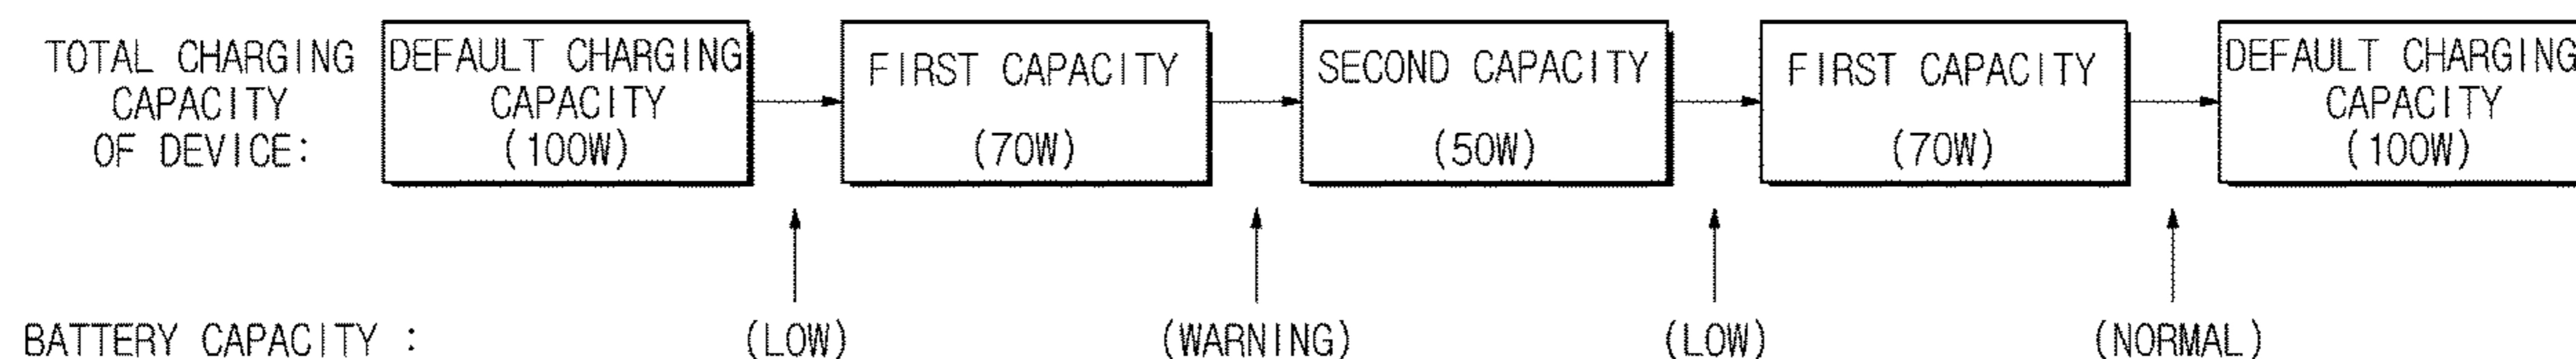 TOTAL CHARGING
CAPACITY
OF DEVICE:
DEFAULT CHARGING
CAPACITY
(100W)
FIRST CAPACITY
(70W)
SECOND CAPACITY
(50W)
FIRST CAPACITY
(70W)
DEFAULT CHARGING
CAPACITY
(100W)
BATTERY CAPACITY : (LOW) (WARNING) (LOW) (NORMAL)